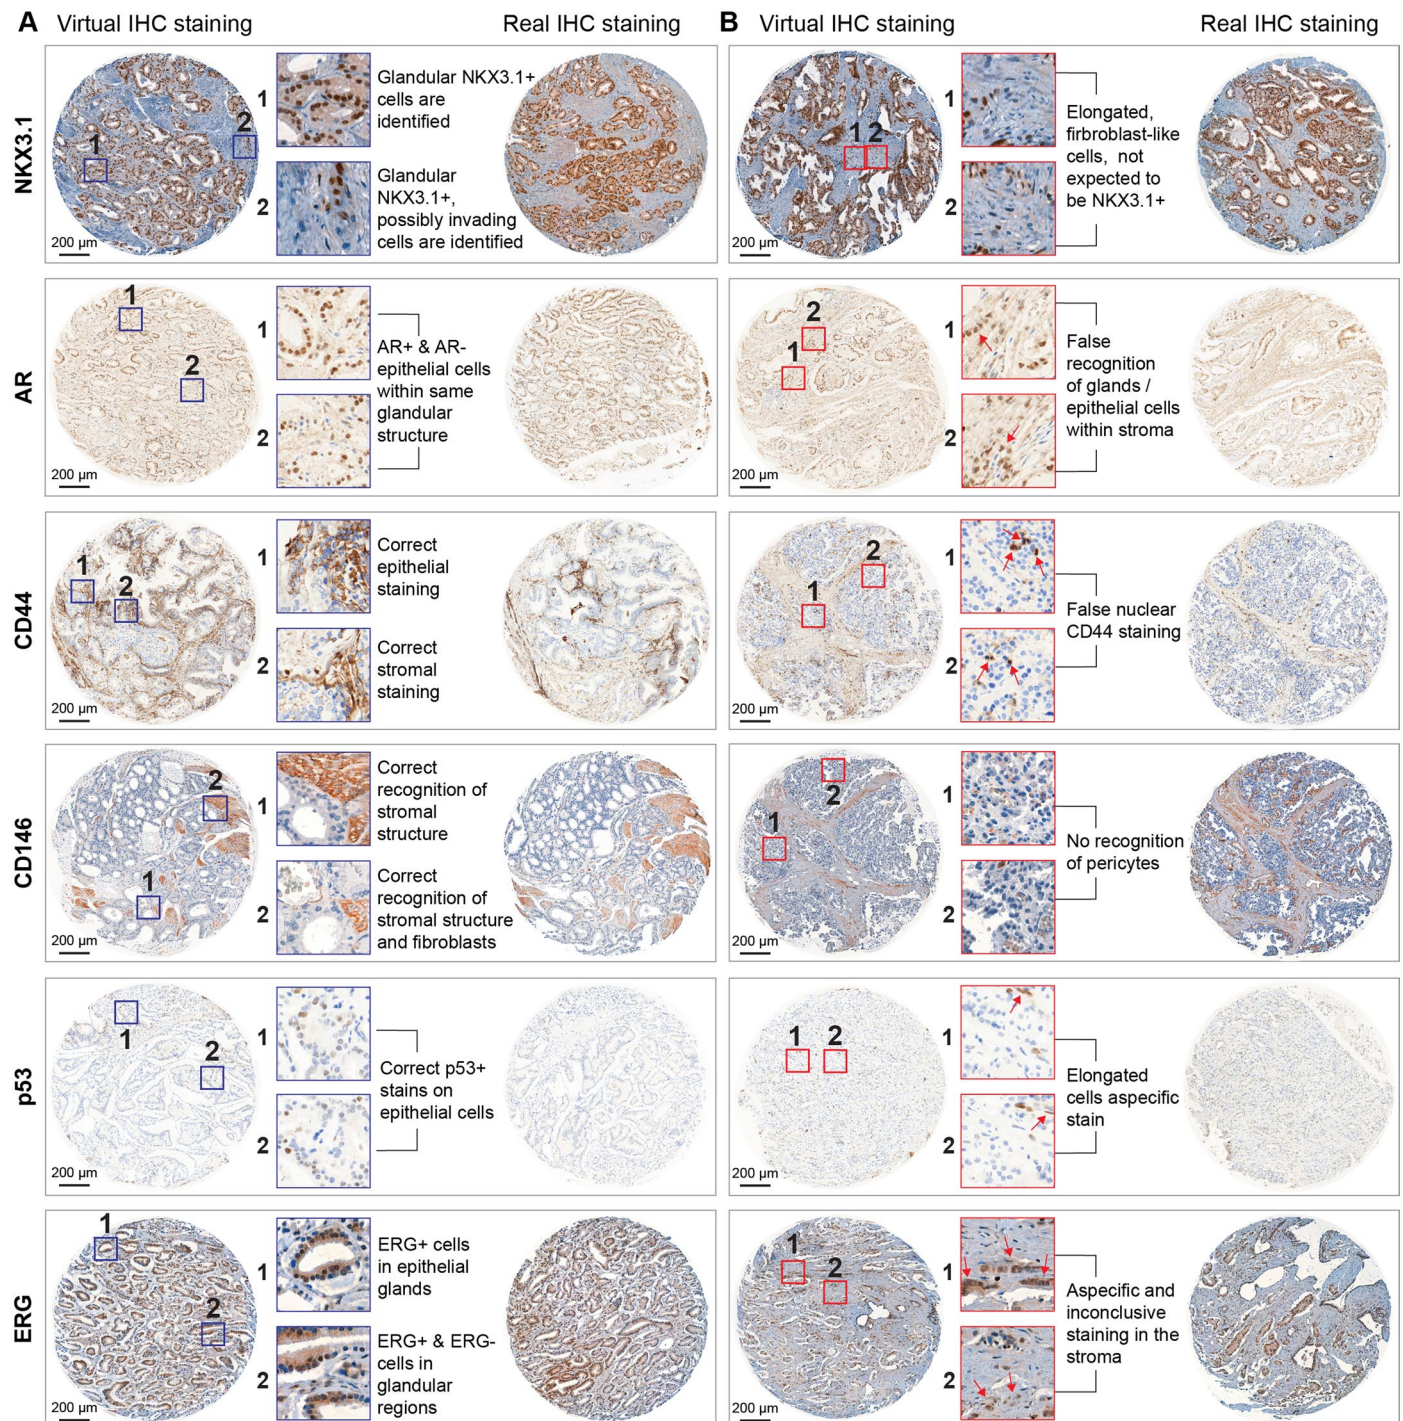 A Virtual IHC staining Real IHC staining
B Virtual IHC staining Real IHC staining
NKX3.1
1
2
200 µm
1
Glandular NKX3.1+
cells are
identified
2
Glandular
NKX3.1+,
possibly invading
cells are identified
1 2
200 µm
1
2
Elongated,
firbroblast-like
cells, not
expected to
be NKX3.1+
AR
1
2
200 µm
1
2
AR+ & AR-
epithelial cells
within same
glandular
structure
2
1
200 µm
1
2
False
recognition
of glands /
epithelial cells
within stroma
CD44
1
2
200 µm
1
Correct
epithelial
staining
2
Correct
stromal
staining
2
1
200 µm
1
2
False nuclear
CD44 staining
CD146
2
1
200 µm
1
Correct
recognition of
stromal
structure
2
Correct
recognition of
stromal structure
and fibroblasts
2
1
200 µm
1
2
No recognition
of pericytes
p53
1
2
200 µm
1
2
Correct p53+
stains on
epithelial cells
1 2
200 µm
1
2
Elongated
cells aspecific
stain
ERG
1
2
200 µm
1
ERG+ cells
in epithelial
glands
2
ERG+ & ERG-
cells in
glandular
regions
1
2
200 µm
1
2
Aspecific and
inconclusive
staining in the
stroma